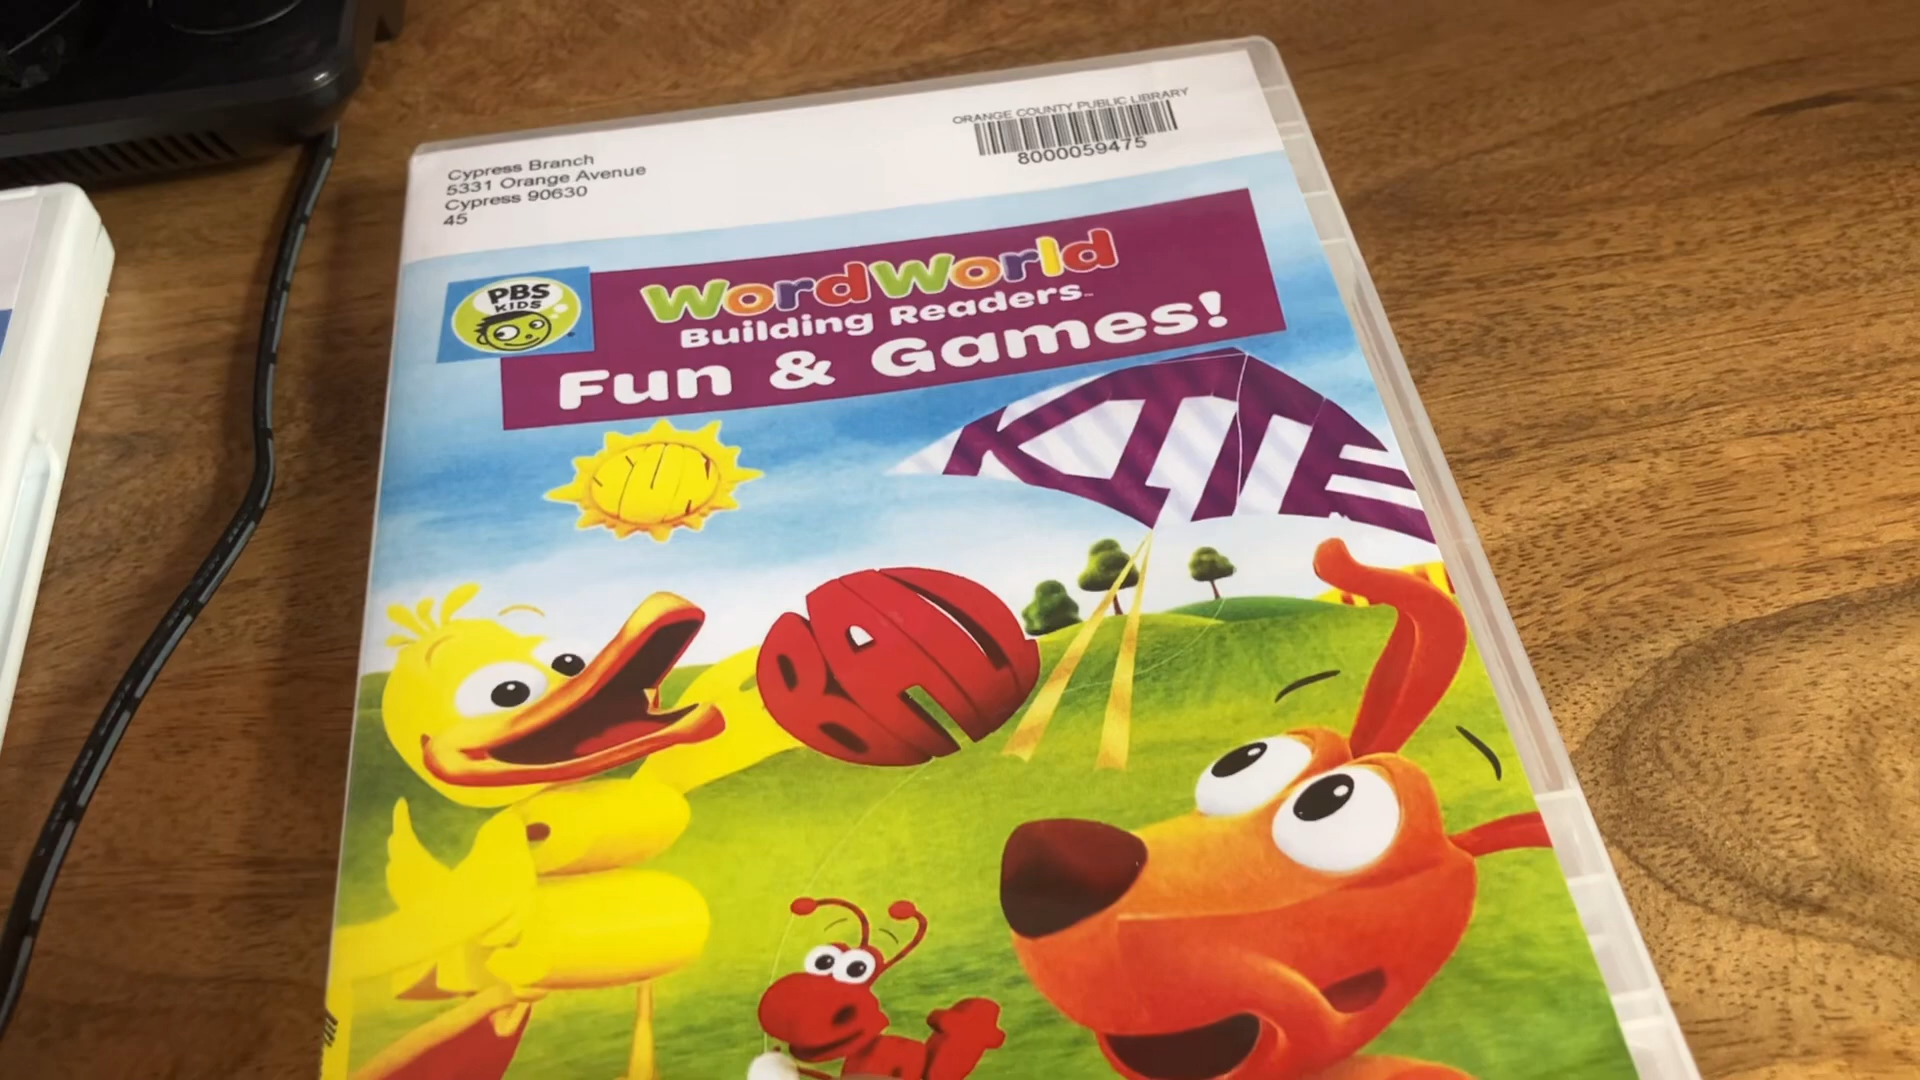 ORANGE COUNTY PUBLIC LIBRARY
8000059475
Cypress Branch
5331 Orange Avenue
Cypress 90630
45
PBS
KIDS
WordWorld
Building Readers™
Fun & Games!
KITE
SUN
BALL